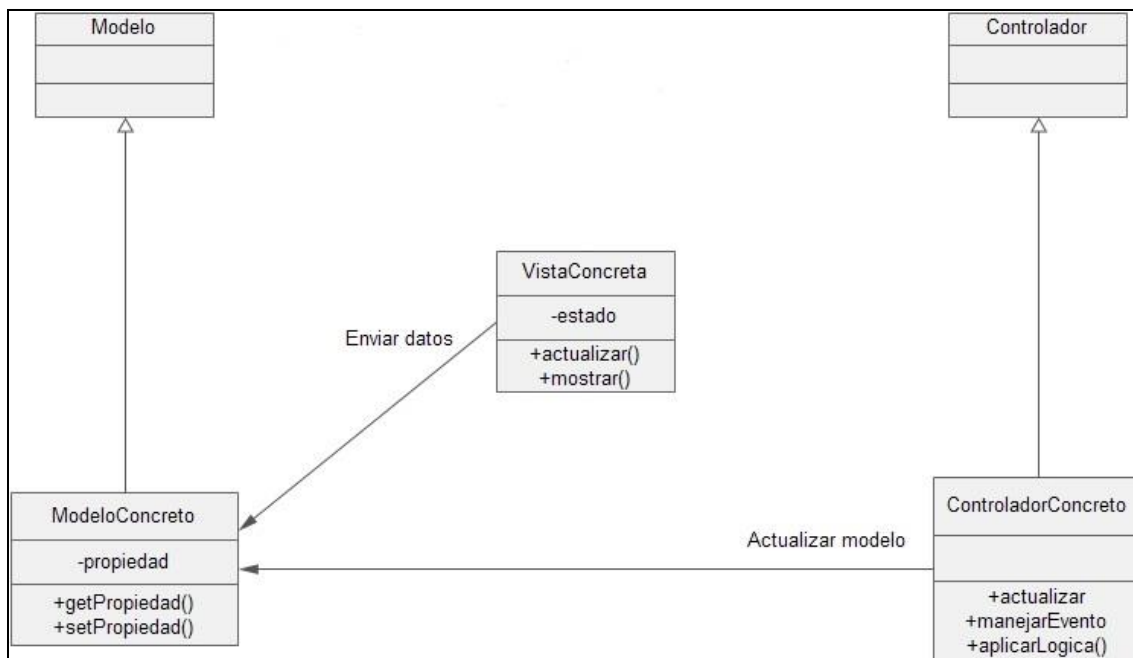 Modelo
Controlador
VistaConcreta
-estado
+actualizar()
+mostrar()
Enviar datos
ModeloConcreto
-propiedad
+getPropiedad()
+setPropiedad()
Actualizar modelo
ControladorConcreto
+actualizar
+manejarEvento
+aplicarLogica()